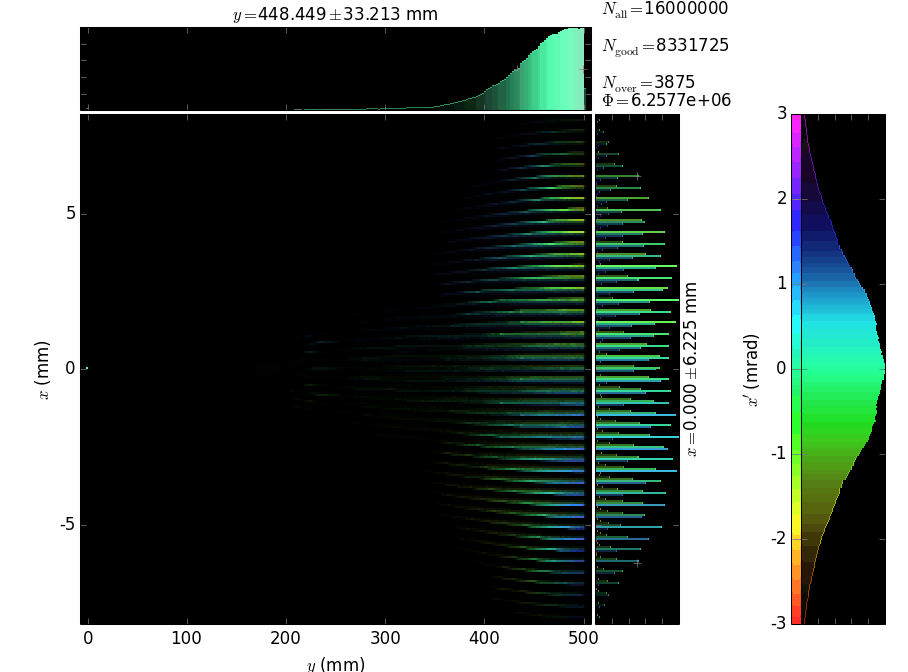 y=448.449±33.213 mm
N_all=16000000
N_good=8331725
N_over=3875
Φ=6.2577e+06
5
0
-5
x (mm)
0
100
200
300
400
500
y (mm)
x=0.000±6.225 mm
3
2
1
0
-1
-2
-3
x′ (mrad)